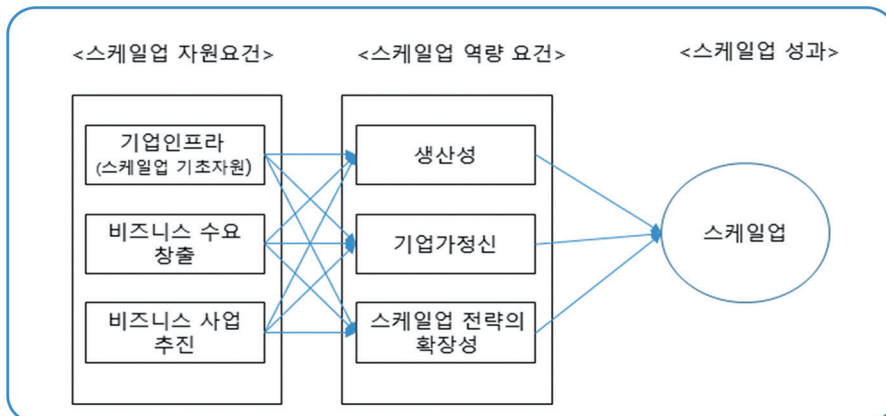 <스케일업 자원요건>
기업인프라
(스케일업 기초자원)
비즈니스 수요
창출
비즈니스 사업
추진
<스케일업 역량 요건>
생산성
기업가정신
스케일업 전략의
확장성
<스케일업 성과>
스케일업